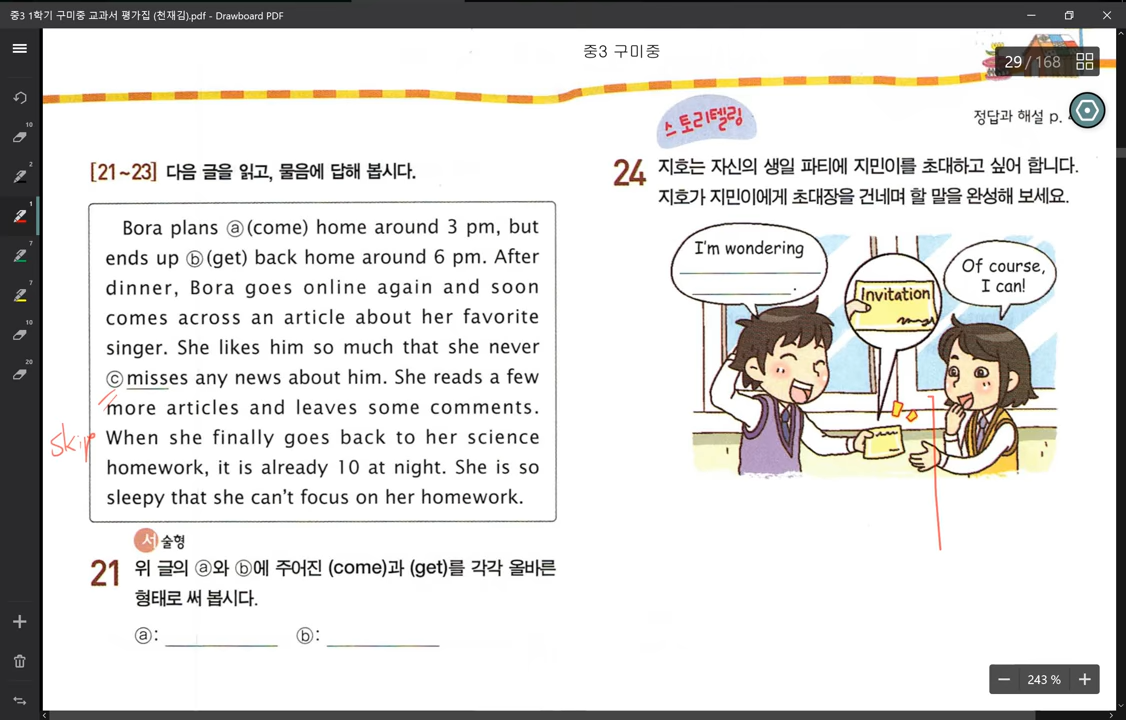 중3 1학기 구미중 교과서 평가집 (천재김).pdf - Drawboard PDF
중3 구미중
29 / 168
스토리텔링
정답과 해설 p.
10
2
1
7
7
10
20
[21~23] 다음 글을 읽고, 물음에 답해 봅시다.
Bora plans ⓐ(come) home around 3 pm, but
ends up ⓑ(get) back home around 6 pm. After
dinner, Bora goes online again and soon
comes across an article about her favorite
singer. She likes him so much that she never
ⓒmisses any news about him. She reads a few
more articles and leaves some comments.
skip
When she finally goes back to her science
homework, it is already 10 at night. She is so
sleepy that she can't focus on her homework.
서술형
21 위 글의 ⓐ와 ⓑ에 주어진 (come)과 (get)를 각각 올바른
형태로 써 봅시다.
ⓐ:
ⓑ:
24 지호는 자신의 생일 파티에 지민이를 초대하고 싶어 합니다.
지호가 지민이에게 초대장을 건네며 할 말을 완성해 보세요.
I'm wondering
.
Invitation
Of course,
I can!
243 %